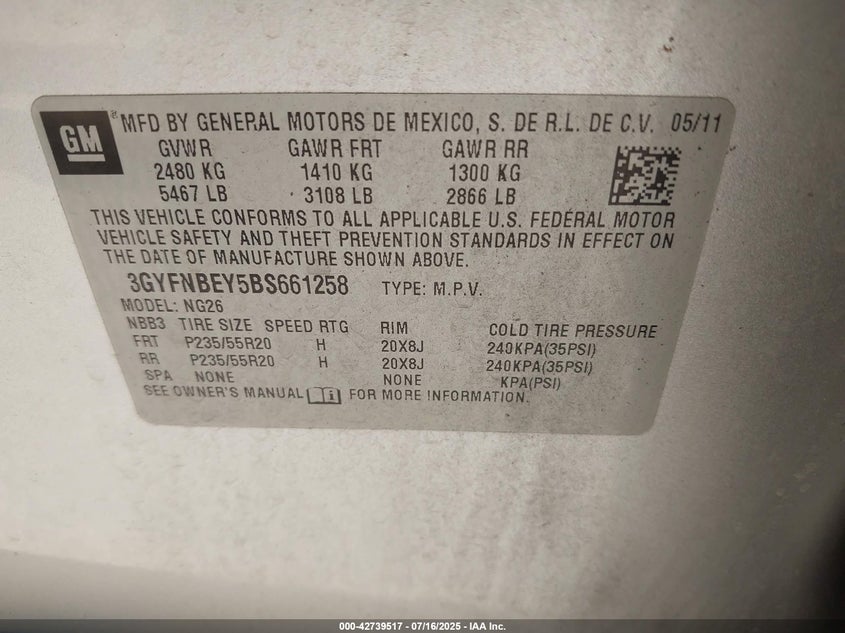 GM ® MFD BY GENERAL MOTORS DE MEXICO, S. DE R.L. DE C.V. 05/11
GVWR GAWR FRT GAWR RR
2480 KG 1410 KG 1300 KG
5467 LB 3108 LB 2866 LB
THIS VEHICLE CONFORMS TO ALL APPLICABLE U.S. FEDERAL MOTOR
VEHICLE SAFETY AND THEFT PREVENTION STANDARDS IN EFFECT ON
THE DATE OF MANUFACTURE SHOWN ABOVE.
3GYFNBEY5BS661258 TYPE: M.P.V.
MODEL: NG26
NBB3 TIRE SIZE SPEED RTG RIM COLD TIRE PRESSURE
FRT P235/55R20 H 20X8J 240KPA(35PSI)
RR P235/55R20 H 20X8J 240KPA(35PSI)
SPA NONE NONE KPA(PSI)
SEE OWNER'S MANUAL FOR MORE INFORMATION.
000-42739517 - 07/16/2025 - IAA Inc.